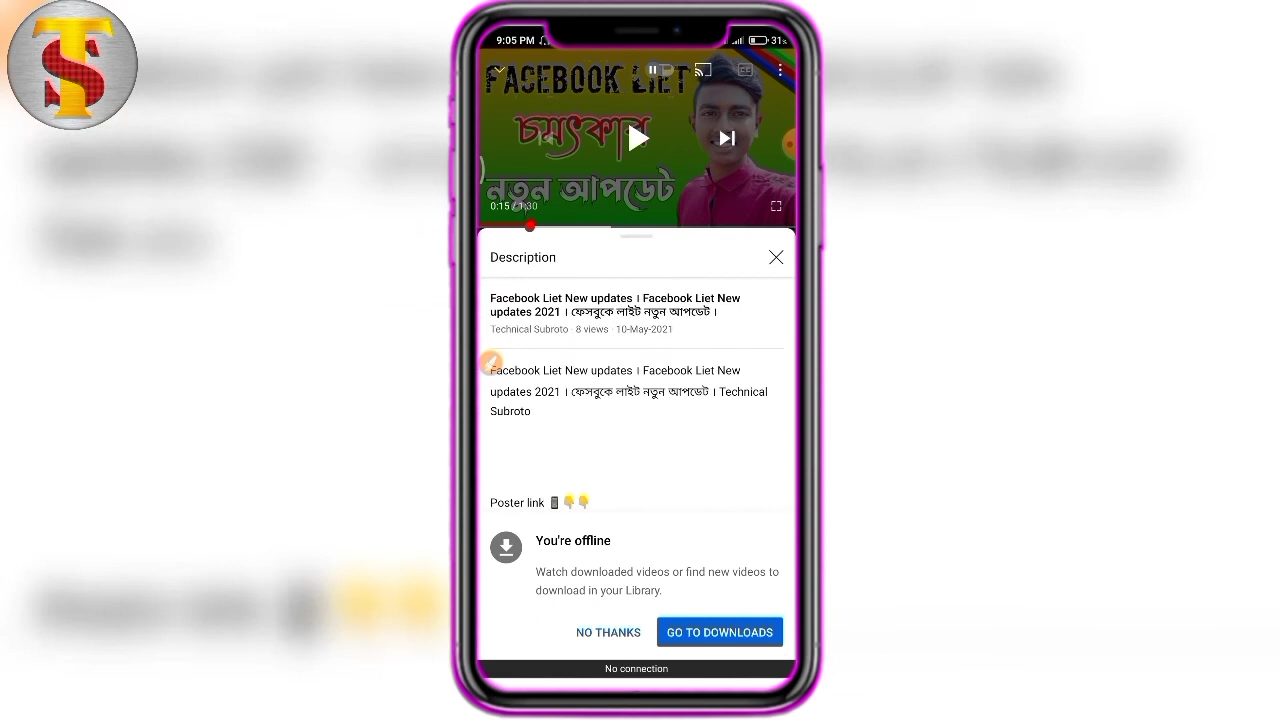 9:05 PM
31%
FACEBOOK LIET
চমৎকার
নতুন আপডেট
0:15 / 1:30
Description
Facebook Liet New updates । Facebook Liet New
updates 2021 । ফেসবুকে লাইট নতুন আপডেট ।
Technical Subroto · 8 views · 10-May-2021
Facebook Liet New updates । Facebook Liet New
updates 2021 । ফেসবুকে লাইট নতুন আপডেট । Technical
Subroto
Poster link 📱👇👇
You're offline
Watch downloaded videos or find new videos to
download in your Library.
NO THANKS
GO TO DOWNLOADS
No connection